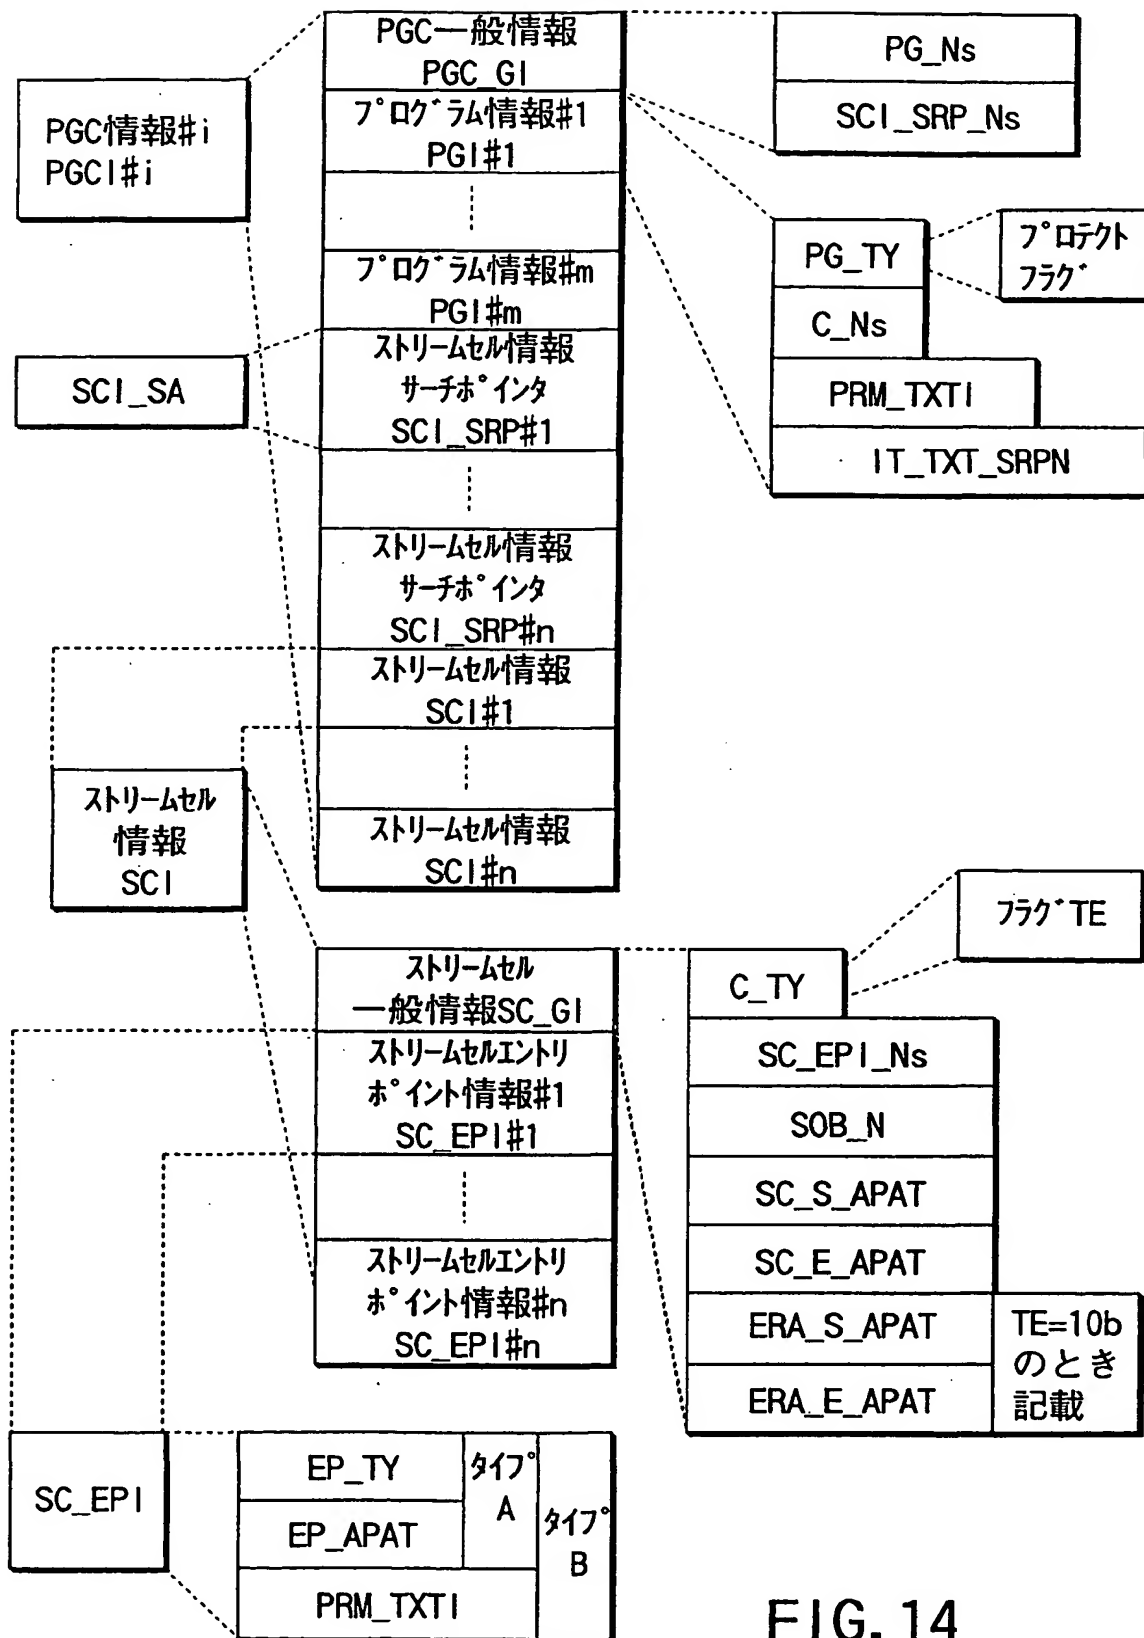 PGC情報#i
PGCI#i
PGC一般情報
PGC_GI
プログラム情報#1
PGI#1
プログラム情報#m
PGI#m
ストリームセル情報
サーチポインタ
SCI_SRP#1
ストリームセル情報
サーチポインタ
SCI_SRP#n
ストリームセル情報
SCI#1
ストリームセル情報
SCI#n
PG_Ns
SCI_SRP_Ns
PG_TY
プロテクト
フラグ
C_Ns
PRM_TXTI
IT_TXT_SRPN
SCI_SA
ストリームセル
情報
SCI
ストリームセル
一般情報SC_GI
ストリームセルエントリ
ポイント情報#1
SC_EPI#1
ストリームセルエントリ
ポイント情報#n
SC_EPI#n
フラグTE
C_TY
SC_EPI_Ns
SOB_N
SC_S_APAT
SC_E_APAT
ERA_S_APAT
ERA_E_APAT
TE=10b
のとき
記載
SC_EPI
EP_TY
EP_APAT
PRM_TXTI
タイプ
A
タイプ
B
FIG.14